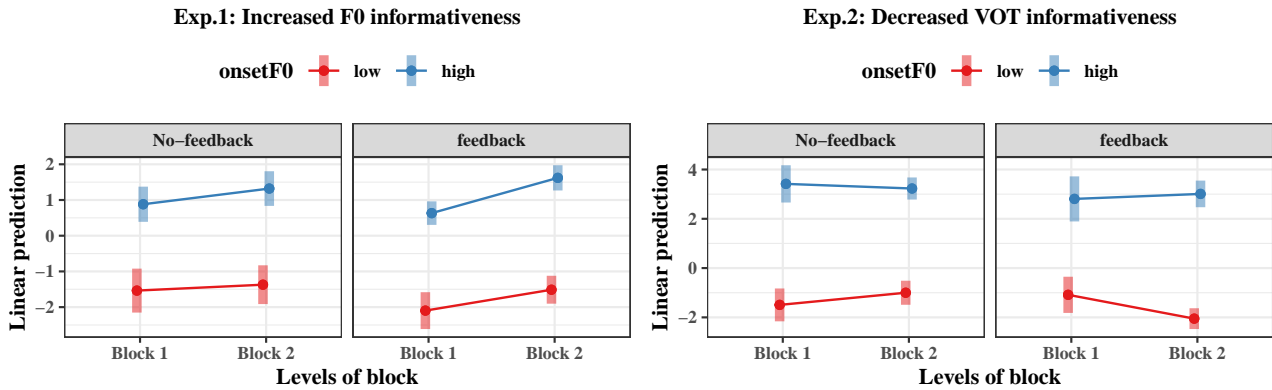 Exp.1: Increased F0 informativeness
onsetF0 low high
No−feedback feedback
Linear prediction
2
1
0
−1
−2
Block 1 Block 2 Block 1 Block 2
Levels of block
Exp.2: Decreased VOT informativeness
onsetF0 low high
No−feedback feedback
Linear prediction
4
2
0
−2
Block 1 Block 2 Block 1 Block 2
Levels of block